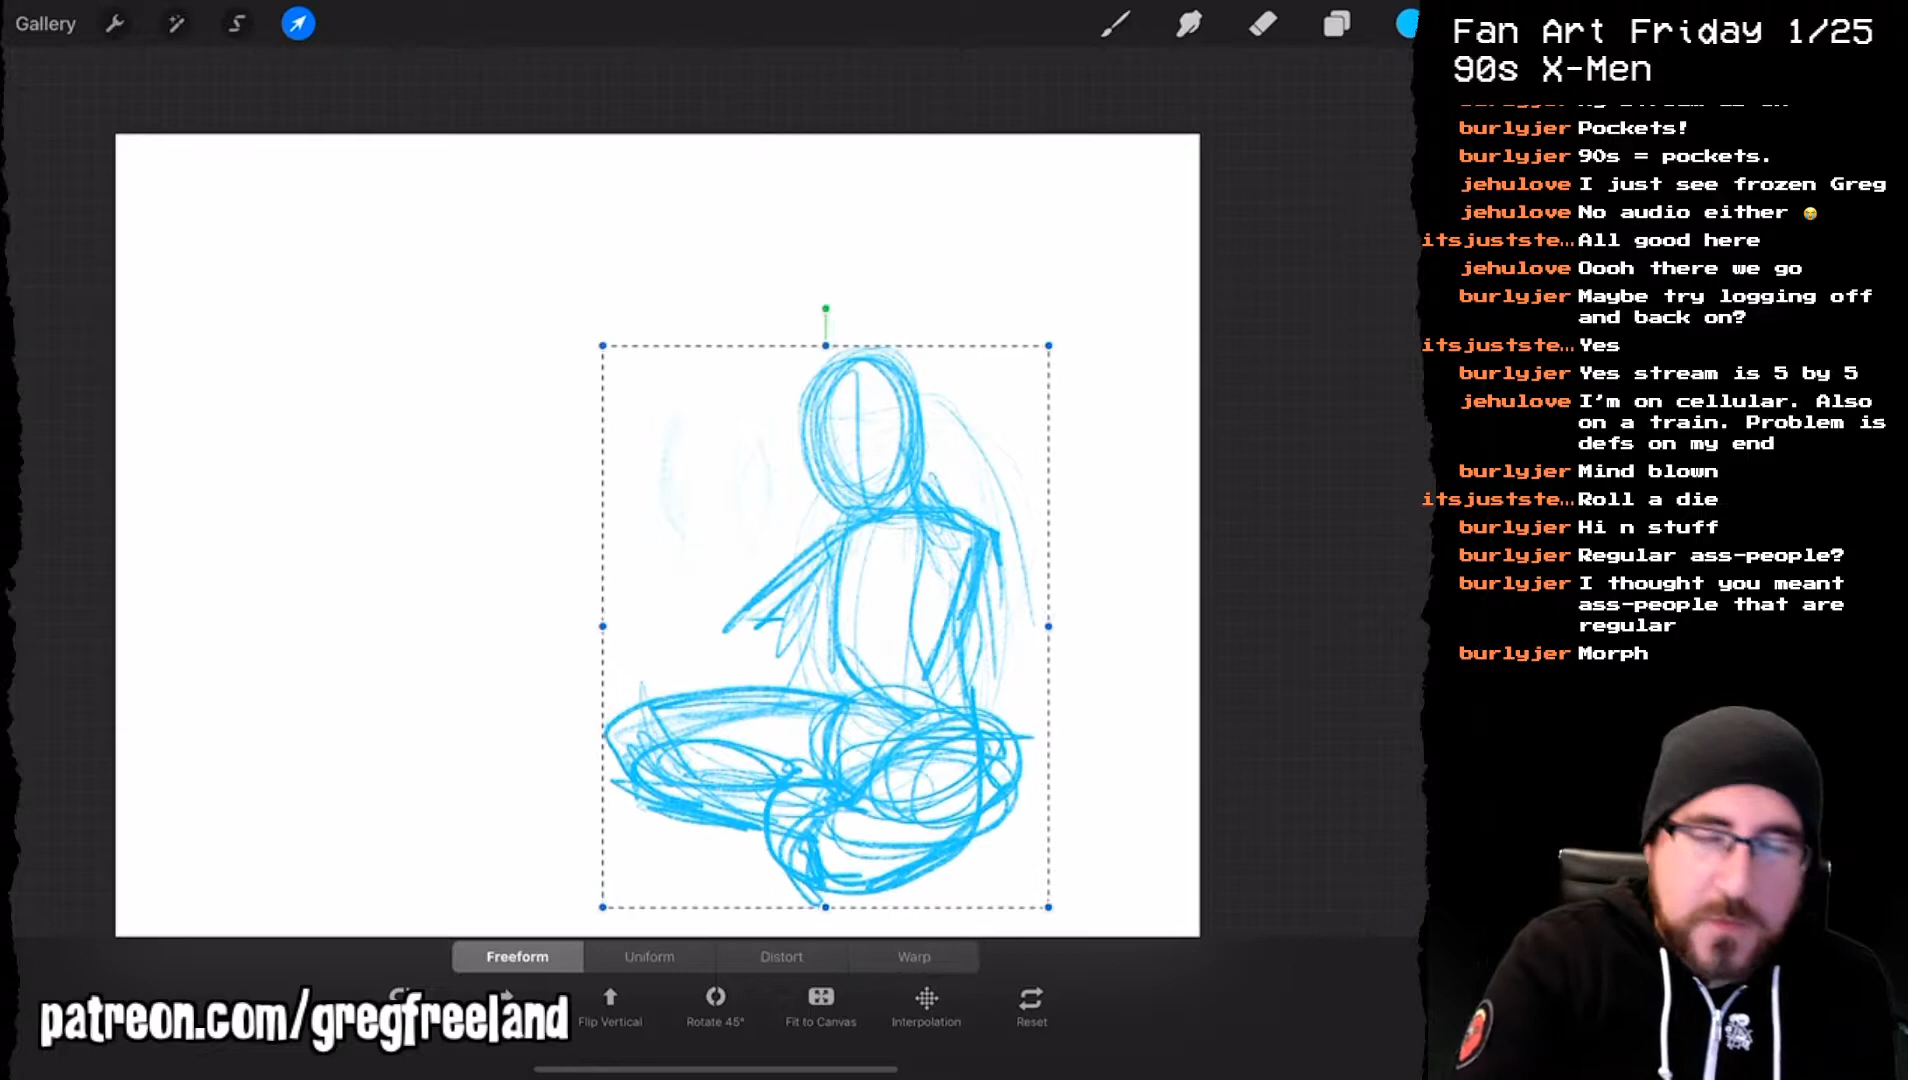 Gallery
Fan Art Friday 1/25
90s X-Men
burlyjer Pockets!
burlyjer 90s = pockets.
jehulove I just see frozen Greg
jehulove No audio either 😭
itsjustste… All good here
jehulove Oooh there we go
burlyjer Maybe try logging off
and back on?
itsjustste… Yes
burlyjer Yes stream is 5 by 5
jehulove I'm on cellular. Also
on a train. Problem is
defs on my end
burlyjer Mind blown
itsjustste… Roll a die
burlyjer Hi n stuff
burlyjer Regular ass-people?
burlyjer I thought you meant
ass-people that are
regular
burlyjer Morph
Freeform Uniform Distort Warp
Flip Vertical Rotate 45° Fit to Canvas Interpolation Reset
patreon.com/gregfreeland